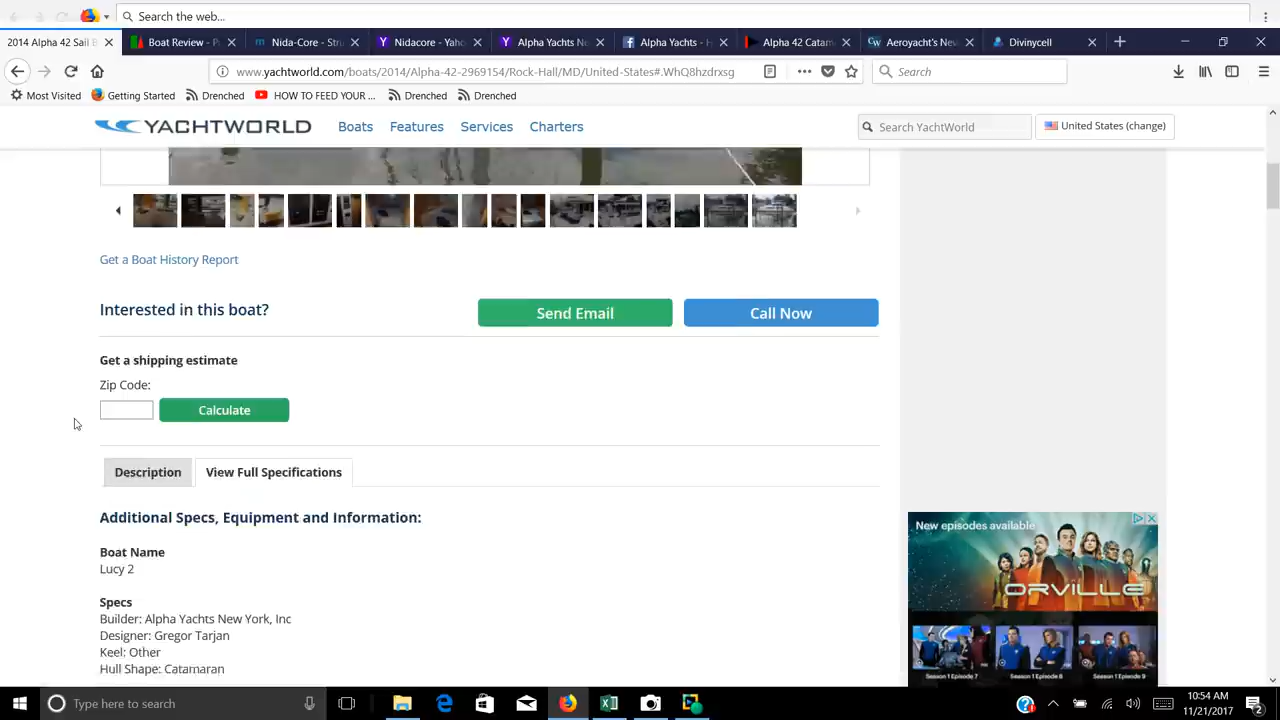 Search the web...
2014 Alpha 42 Sail B
Boat Review - P
Nida-Core - Stru
Nidacore - Yaho
Alpha Yachts No
Alpha Yachts - H
Alpha 42 Catam
Aeroyacht's New
Divinycell
www.yachtworld.com/boats/2014/Alpha-42-2969154/Rock-Hall/MD/United-States#.WhQ8hzdrxsg
Search
Most Visited
Getting Started
Drenched
HOW TO FEED YOUR ...
Drenched
Drenched
YACHTWORLD
Boats
Features
Services
Charters
Search YachtWorld
United States (change)
Get a Boat History Report
Interested in this boat?
Send Email
Call Now
Get a shipping estimate
Zip Code:
Calculate
Description
View Full Specifications
Additional Specs, Equipment and Information:
Boat Name
Lucy 2
Specs
Builder: Alpha Yachts New York, Inc
Designer: Gregor Tarjan
Keel: Other
Hull Shape: Catamaran
New episodes available
ORVILLE
Season 1 Episode 7
Season 1 Episode 8
Season 1 Episode 9
Type here to search
10:54 AM
11/21/2017